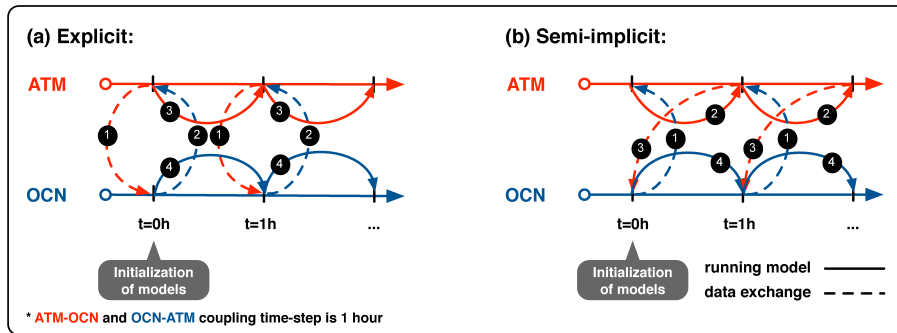 (a) Explicit:
ATM
3
3
1
2
1
2
4
4
OCN
t=0h
t=1h
...
Initialization
of models
* ATM-OCN and OCN-ATM coupling time-step is 1 hour
(b) Semi-implicit:
ATM
2
2
3
1
3
1
4
4
OCN
t=0h
t=1h
...
Initialization
of models
running model
data exchange